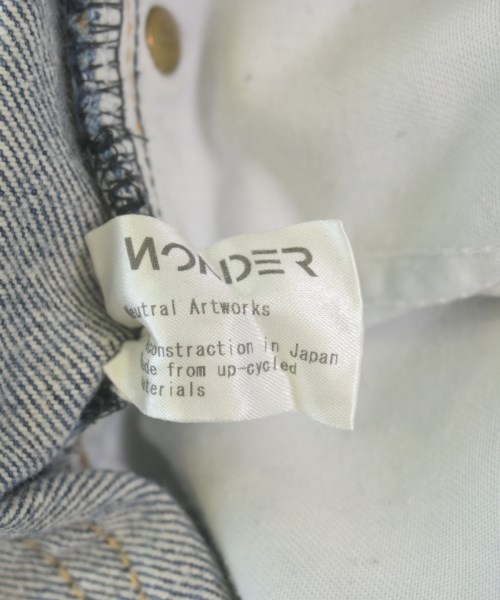 NONDER
eutral Artworks
constraction in Japan
de from up-cycled
terials